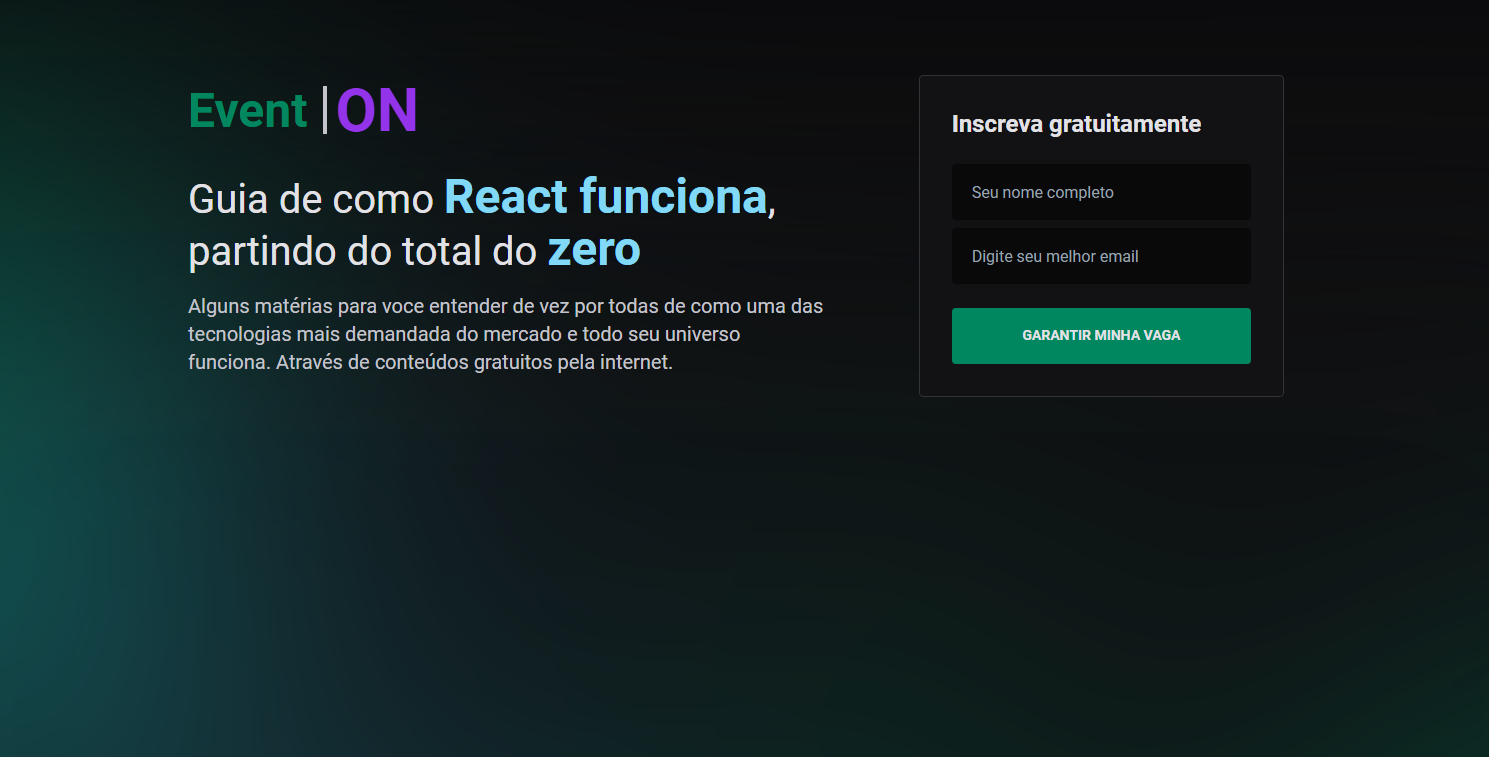 Event | ON
Guia de como React funciona,
partindo do total do zero
Alguns matérias para voce entender de vez por todas de como uma das
tecnologias mais demandada do mercado e todo seu universo
funciona. Através de conteúdos gratuitos pela internet.
Inscreva gratuitamente
Seu nome completo
Digite seu melhor email
GARANTIR MINHA VAGA